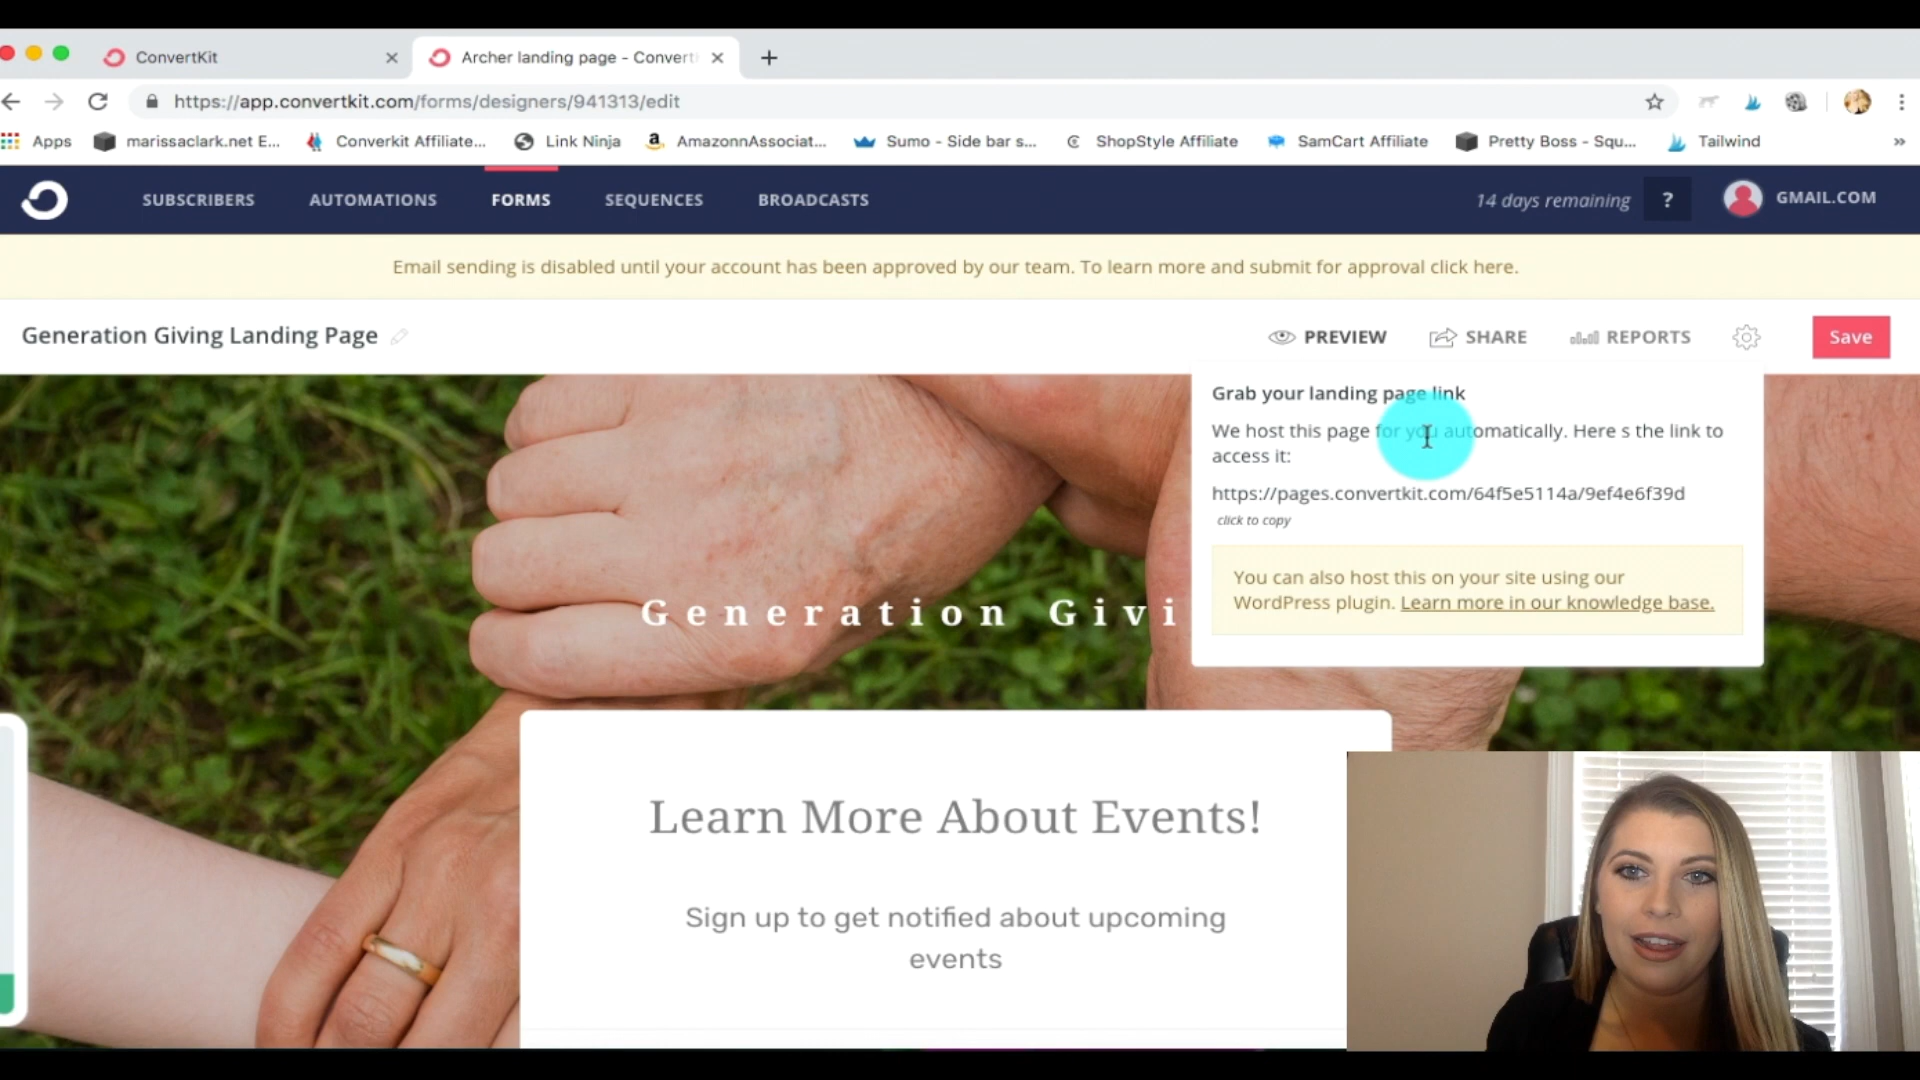 ConvertKit
Archer landing page - Convert
https://app.convertkit.com/forms/designers/941313/edit
Apps
marissaclark.net E...
Converkit Affiliate...
Link Ninja
AmazonnAssociat...
Sumo - Side bar s...
ShopStyle Affiliate
SamCart Affiliate
Pretty Boss - Squ...
Tailwind
»
SUBSCRIBERS
AUTOMATIONS
FORMS
SEQUENCES
BROADCASTS
14 days remaining
?
GMAIL.COM
Email sending is disabled until your account has been approved by our team. To learn more and submit for approval click here.
Generation Giving Landing Page
PREVIEW
SHARE
REPORTS
Save
Grab your landing page link
We host this page for you automatically. Here s the link to
access it:
https://pages.convertkit.com/64f5e5114a/9ef4e6f39d
click to copy
You can also host this on your site using our
WordPress plugin. Learn more in our knowledge base.
Generation Givi
Learn More About Events!
Sign up to get notified about upcoming
events